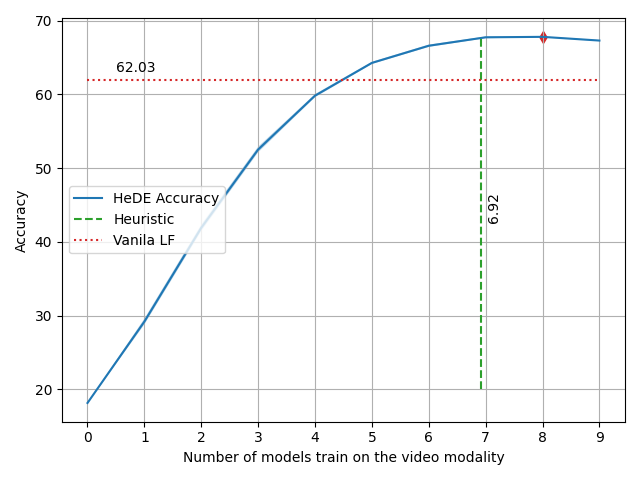 70
60
50
40
30
20
Accuracy
62.03
6.92
HeDE Accuracy
Heuristic
Vanila LF
0 1 2 3 4 5 6 7 8 9
Number of models train on the video modality